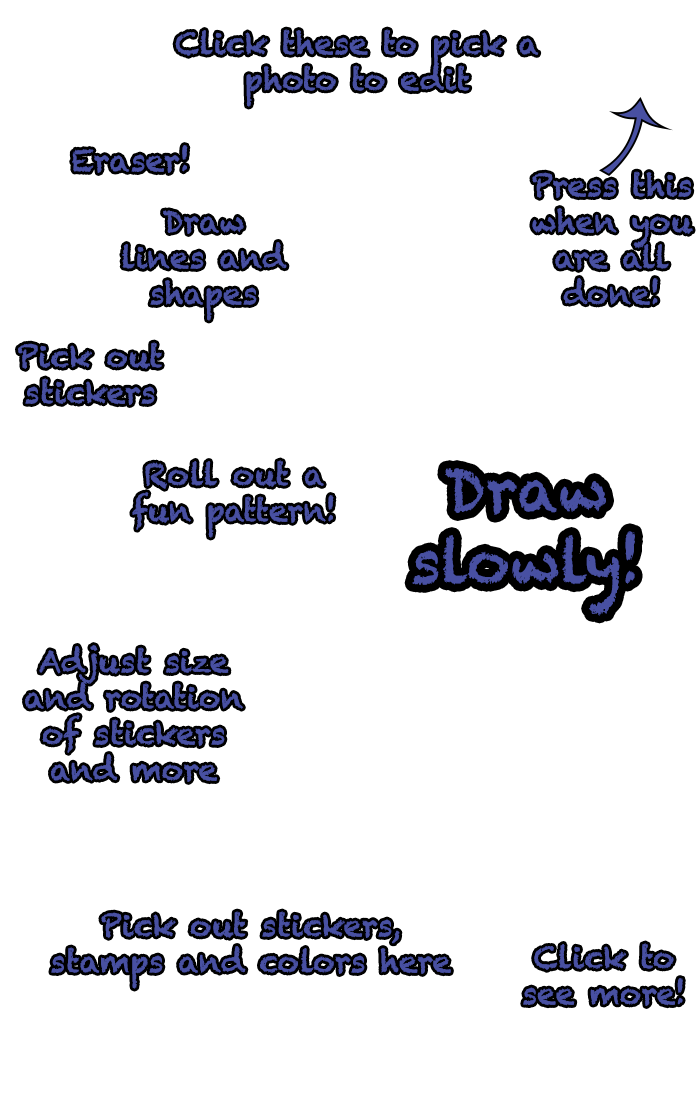 Click these to pick a
photo to edit
Eraser!
Press this
when you
are all
done!
Draw
lines and
shapes
Pick out
stickers
Roll out a
fun pattern!
Draw
slowly!
Adjust size
and rotation
of stickers
and more
Pick out stickers,
stamps and colors here
Click to
see more!